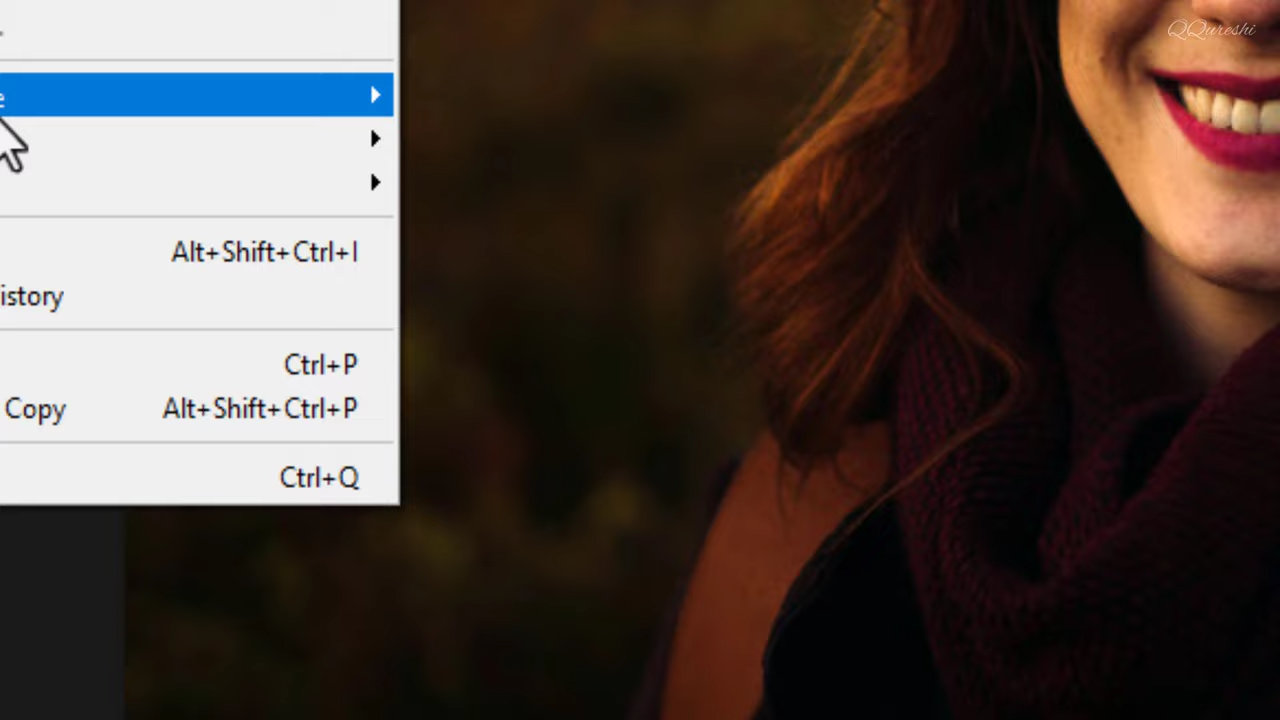 QQureshi
Alt+Shift+Ctrl+I
istory
Ctrl+P
Copy Alt+Shift+Ctrl+P
Ctrl+Q